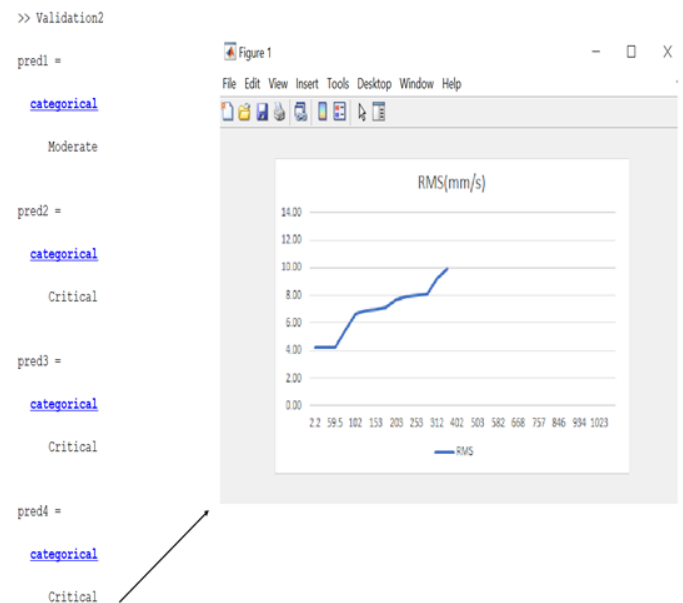 >> Validation2
pred1 =
categorical
Moderate
pred2 =
categorical
Critical
pred3 =
categorical
Critical
pred4 =
categorical
Critical
Figure 1
File Edit View Insert Tools Desktop Window Help
RMS(mm/s)
14.00
12.00
10.00
8.00
6.00
4.00
2.00
0.00
2.2 59.5 102 153 203 253 312 402 503 582 668 757 846 934 1023
RMS